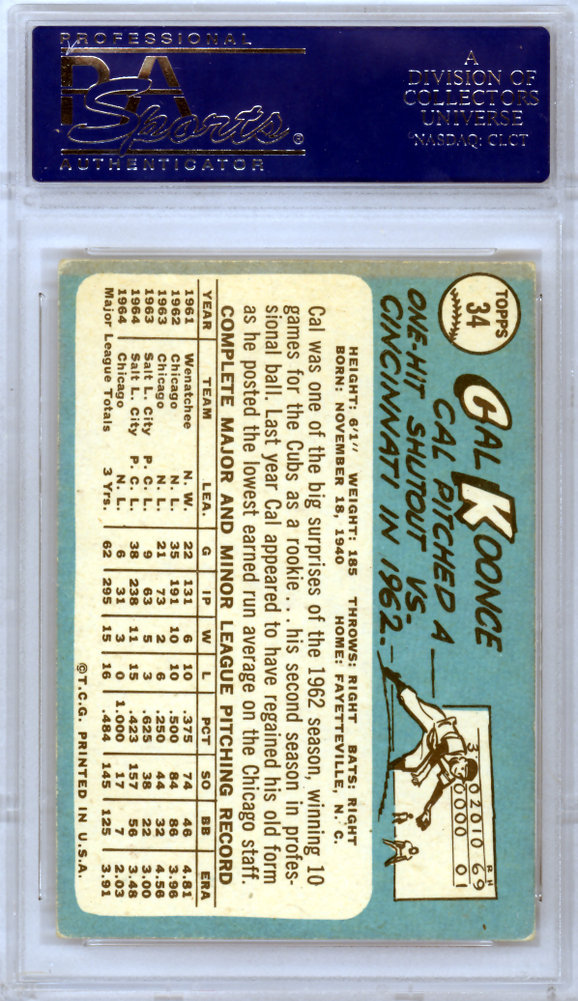 PROFESSIONAL
PSA
Sports®
AUTHENTICATOR
A
DIVISION OF
COLLECTORS
UNIVERSE
NASDAQ: CLCT
TOPPS
34
CAL KOONCE
CAL PITCHED A
ONE-HIT SHUTOUT VS.
CINCINNATI IN 1962.
R H
3 02010 69
0000 01
HEIGHT: 6'1" WEIGHT: 185 THROWS: RIGHT BATS: RIGHT
BORN: NOVEMBER 18, 1940 HOME: FAYETTEVILLE, N. C.
Cal was one of the big surprises of the 1962 season, winning 10
games for the Cubs as a rookie . . . his second season in profes-
sional ball. Last year Cal appeared to have regained his old form
as he posted the lowest earned run average on the Chicago staff.
COMPLETE MAJOR AND MINOR LEAGUE PITCHING RECORD
YEAR TEAM LEA. G IP W L PCT SO BB ERA
1961 Wenatchee N. W. 22 131 6 10 .375 74 46 4.81
1962 Chicago N. L. 35 191 10 10 .500 84 86 3.96
1963 Chicago N. L. 21 73 2 6 .250 44 32 4.56
1963 Salt L. City P. C. L. 9 63 5 3 .625 38 22 3.00
1964 Salt L. City P. C. L. 38 238 11 15 .423 157 56 3.48
1964 Chicago N. L. 6 31 3 0 1.000 17 7 2.03
Major League Totals 3 Yrs. 62 295 15 16 .484 145 125 3.91
©T.C.G. PRINTED IN U.S.A.